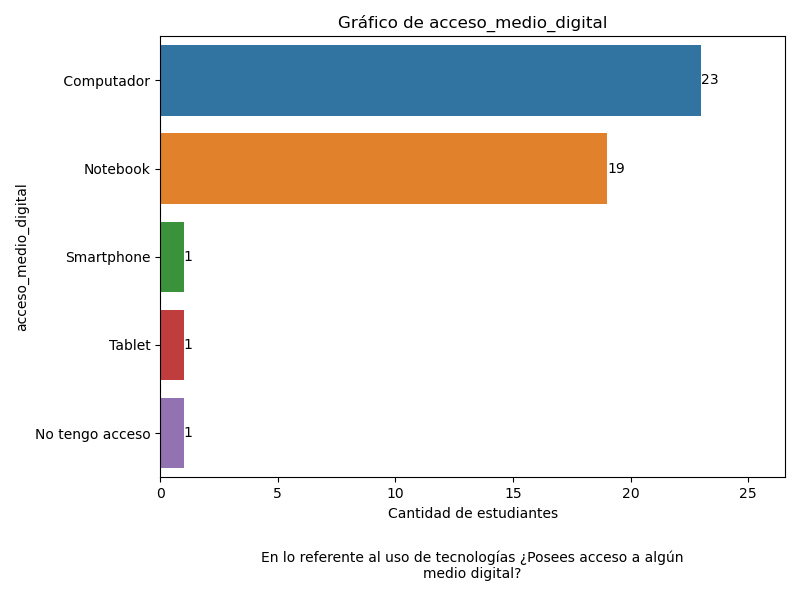 Gráfico de acceso_medio_digital
acceso_medio_digital
Computador
23
Notebook
19
Smartphone
1
Tablet
1
No tengo acceso
1
0 5 10 15 20 25
Cantidad de estudiantes
En lo referente al uso de tecnologías ¿Posees acceso a algún
medio digital?